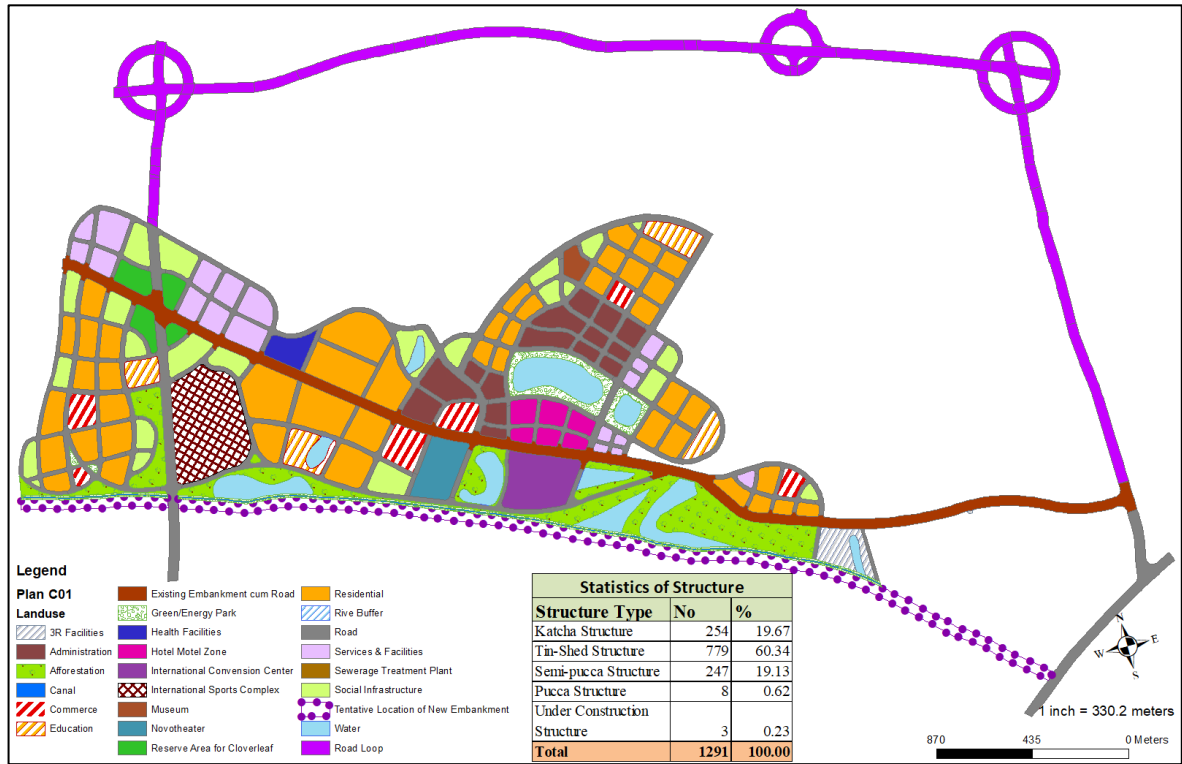 Legend
Plan C01
Landuse
3R Facilities
Administration
Afforestation
Canal
Commerce
Education
Existing Embankment cum Road
Green/Energy Park
Health Facilities
Hotel Motel Zone
International Convension Center
International Sports Complex
Museum
Novotheater
Reserve Area for Cloverleaf
Residential
Rive Buffer
Road
Services & Facilities
Sewerage Treatment Plant
Social Infrastructure
Tentative Location of New Embankment
Water
Road Loop
Statistics of Structure
Structure Type No %
Katcha Structure 254 19.67
Tin-Shed Structure 779 60.34
Semi-pucca Structure 247 19.13
Pucca Structure 8 0.62
Under Construction
Structure 3 0.23
Total 1291 100.00
N
W E
S
1 inch = 330.2 meters
870 435 0 Meters